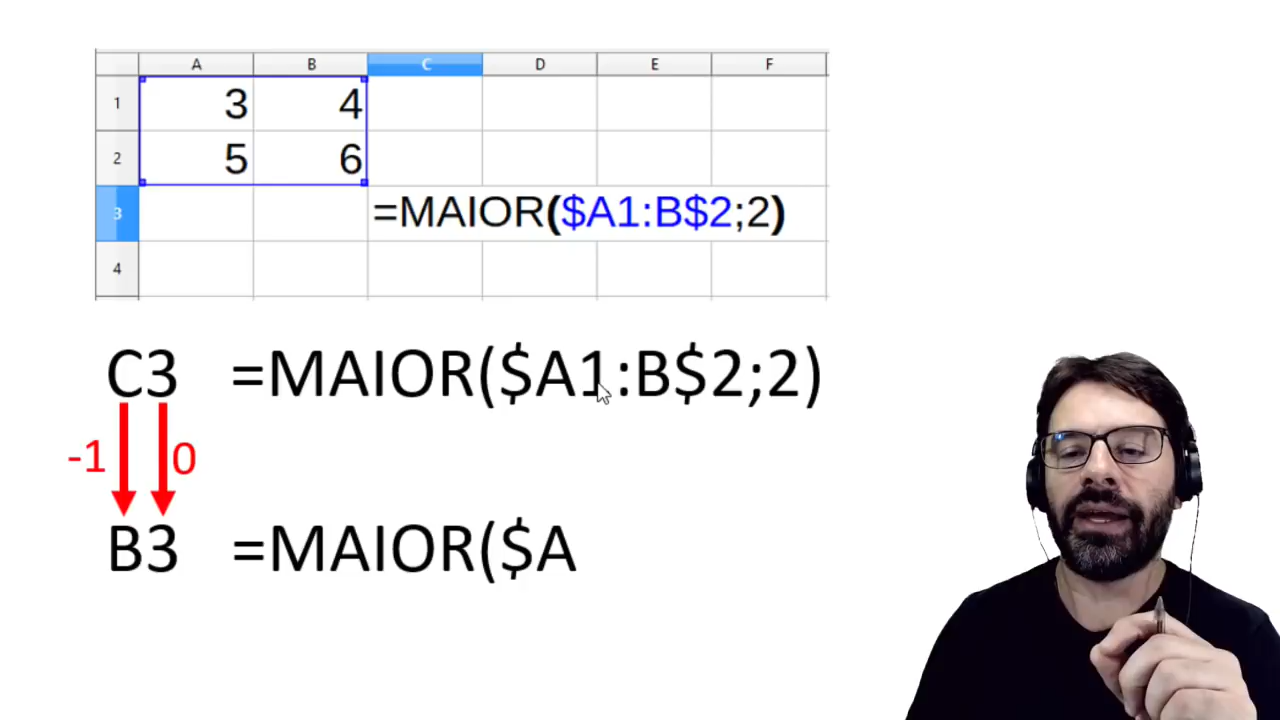 A B C D E F
1 3 4
2 5 6
3 =MAIOR($A1:B$2;2)
4
C3 =MAIOR($A1:B$2;2)
-1 0
B3 =MAIOR($A